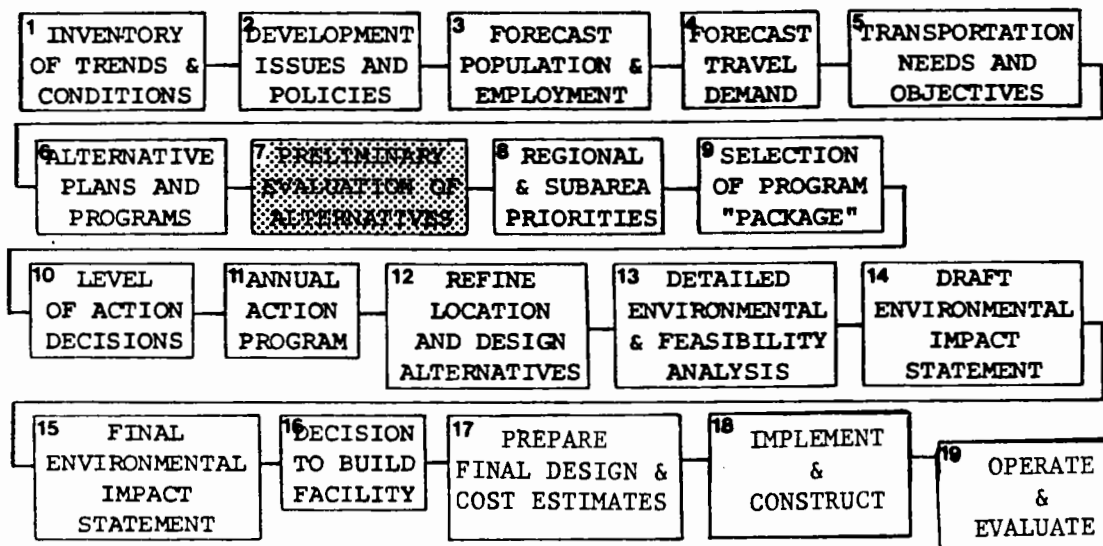 1 INVENTORY
OF TRENDS &
CONDITIONS
2 DEVELOPMENT
ISSUES AND
POLICIES
3 FORECAST
POPULATION &
EMPLOYMENT
4 FORECAST
TRAVEL
DEMAND
5 TRANSPORTATION
NEEDS AND
OBJECTIVES
6 ALTERNATIVE
PLANS AND
PROGRAMS
7 PRELIMINARY
EVALUATION OF
ALTERNATIVES
8 REGIONAL
& SUBAREA
PRIORITIES
9 SELECTION
OF PROGRAM
"PACKAGE"
10 LEVEL
OF ACTION
DECISIONS
11 ANNUAL
ACTION
PROGRAM
12 REFINE
LOCATION
AND DESIGN
ALTERNATIVES
13 DETAILED
ENVIRONMENTAL
& FEASIBILITY
ANALYSIS
14 DRAFT
ENVIRONMENTAL
IMPACT
STATEMENT
15 FINAL
ENVIRONMENTAL
IMPACT
STATEMENT
16 DECISION
TO BUILD
FACILITY
17 PREPARE
FINAL DESIGN &
COST ESTIMATES
18 IMPLEMENT
&
CONSTRUCT
19 OPERATE
&
EVALUATE